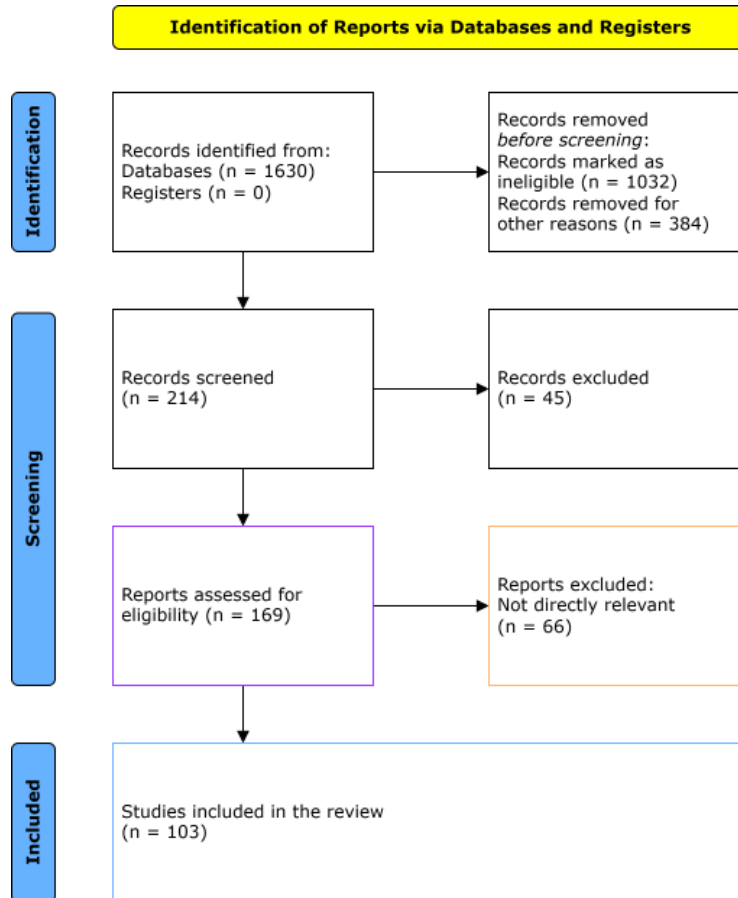 Identification of Reports via Databases and Registers
Identification
Records identified from:
Databases (n = 1630)
Registers (n = 0)
Records removed
before screening:
Records marked as
ineligible (n = 1032)
Records removed for
other reasons (n = 384)
Screening
Records screened
(n = 214)
Records excluded
(n = 45)
Reports assessed for
eligibility (n = 169)
Reports excluded:
Not directly relevant
(n = 66)
Included
Studies included in the review
(n = 103)